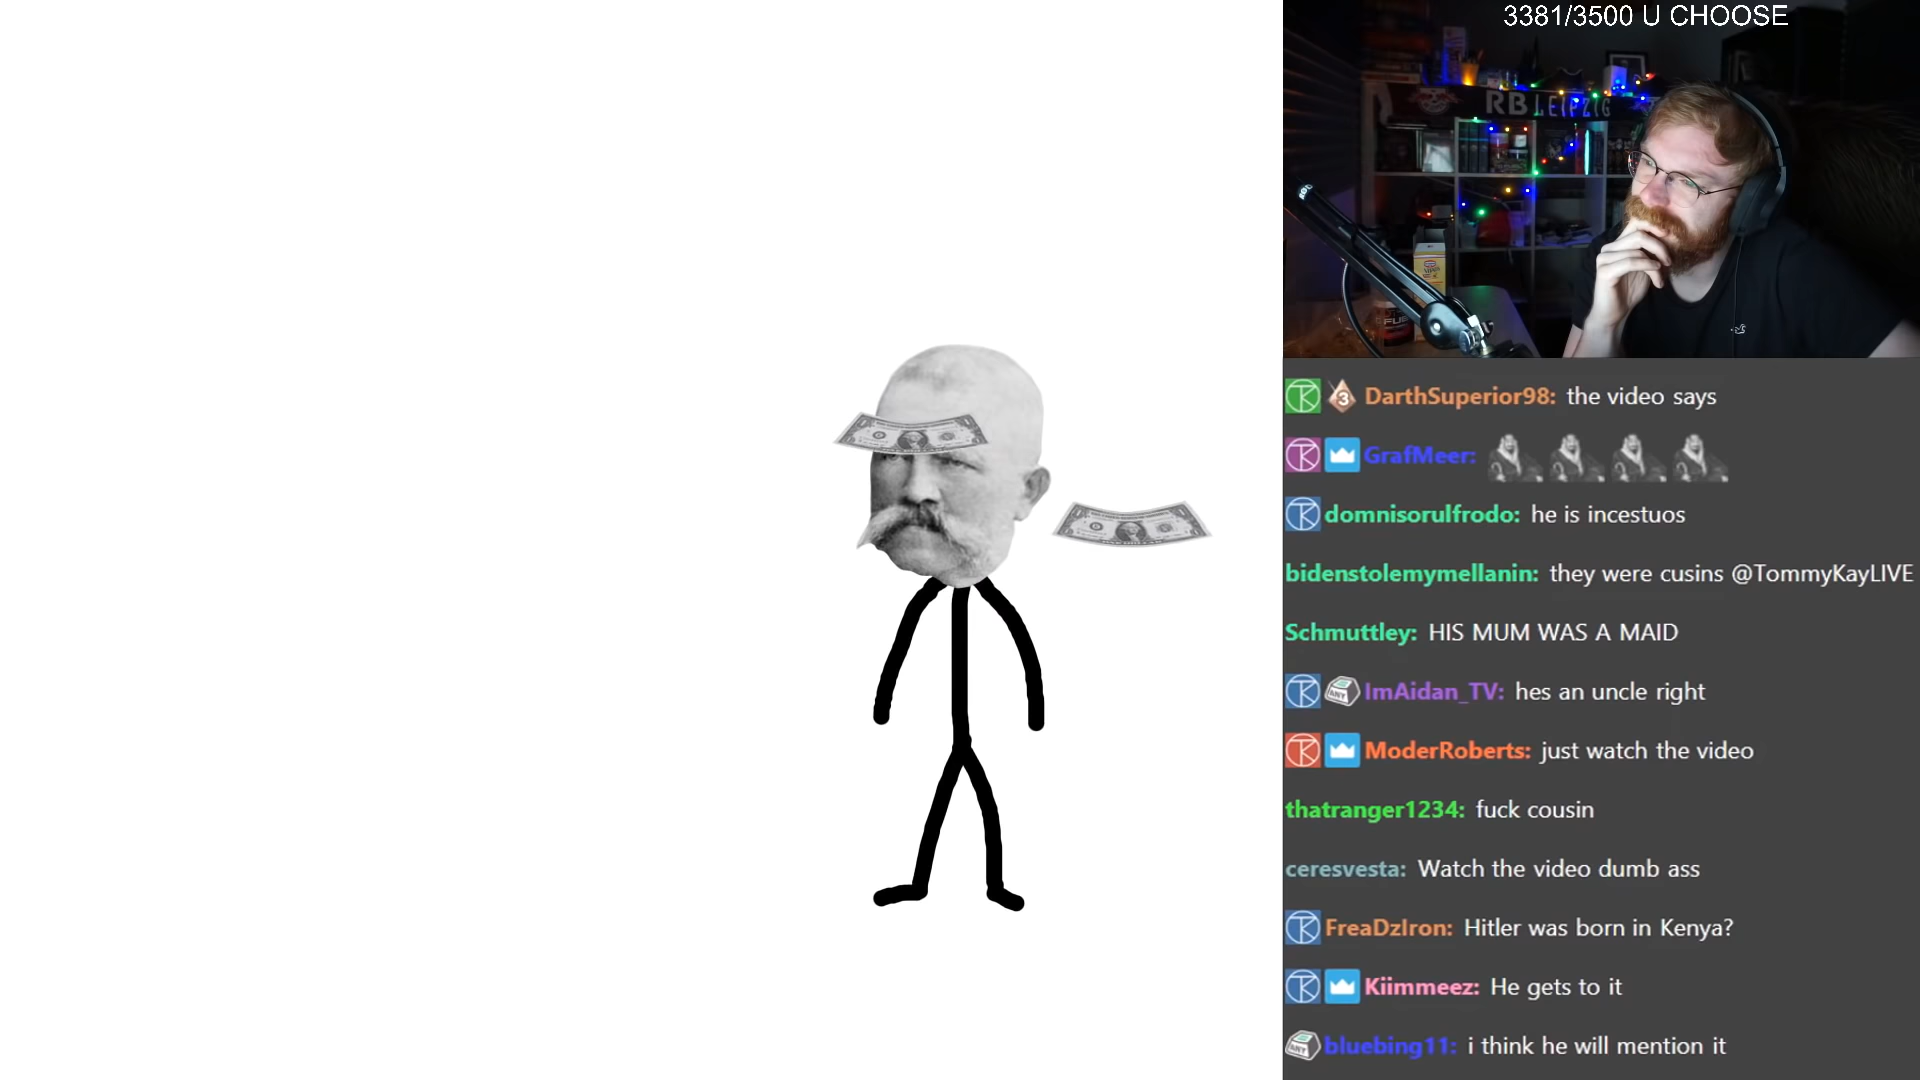 3381/3500 U CHOOSE
RB LEIPZIG
DarthSuperior98: the video says
GrafMeer:
domnisorulfrodo: he is incestuos
bidenstolemymellanin: they were cusins @TommyKayLIVE
Schmuttley: HIS MUM WAS A MAID
ImAidan_TV: hes an uncle right
ModerRoberts: just watch the video
thatranger1234: fuck cousin
ceresvesta: Watch the video dumb ass
FreaDzIron: Hitler was born in Kenya?
Kiimmeez: He gets to it
bluebing11: i think he will mention it